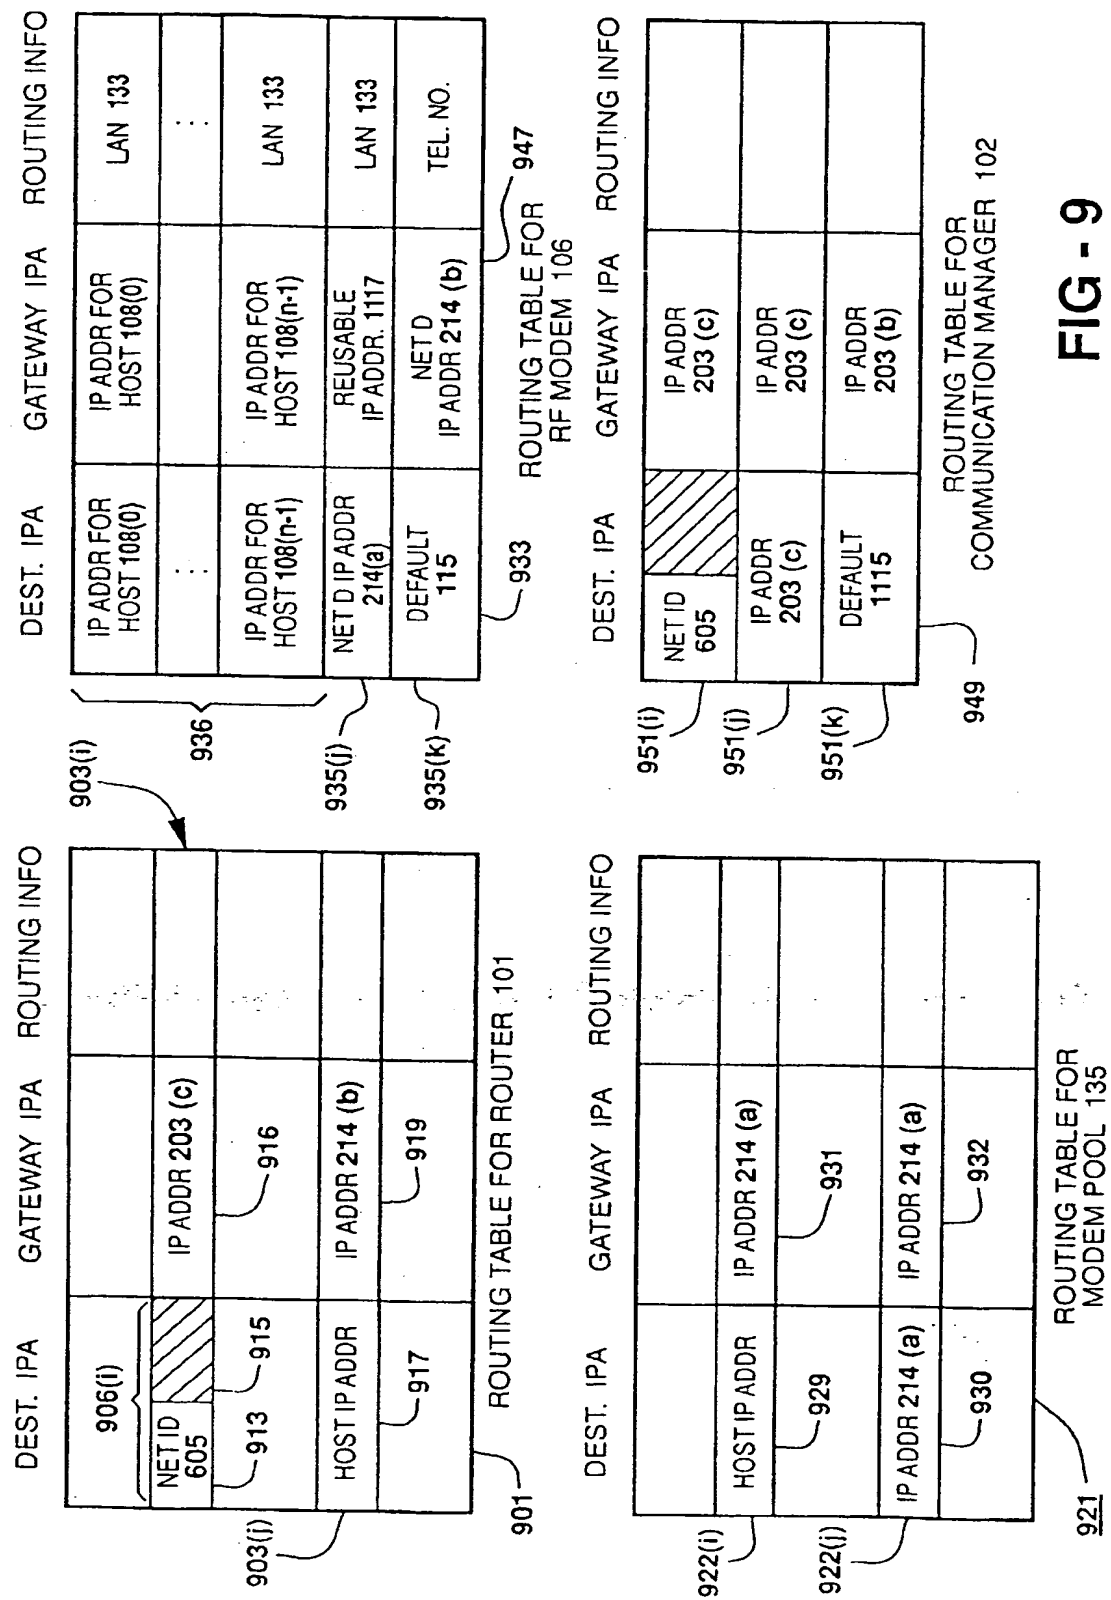 DEST. IPA GATEWAY IPA ROUTING INFO
906(i)
903(i)
NET ID
605
IP ADDR 203 (c)
913
915
916
903(j)
HOST IP ADDR
IP ADDR 214 (b)
917
919
901
ROUTING TABLE FOR ROUTER 101
DEST. IPA GATEWAY IPA ROUTING INFO
IP ADDR FOR
HOST 108(0)
IP ADDR FOR
HOST 108(0)
LAN 133
... ...
936
IP ADDR FOR
HOST 108(n-1)
IP ADDR FOR
HOST 108(n-1)
LAN 133
935(j)
NET D IP ADDR
214(a)
REUSABLE
IP ADDR. 1117
LAN 133
935(k)
DEFAULT
115
NET D
IP ADDR 214 (b)
TEL. NO.
933
947
ROUTING TABLE FOR
RF MODEM 106
DEST. IPA GATEWAY IPA ROUTING INFO
922(i)
HOST IP ADDR
IP ADDR 214 (a)
929
931
922(j)
IP ADDR 214 (a)
IP ADDR 214 (a)
930
932
921
ROUTING TABLE FOR
MODEM POOL 135
DEST. IPA GATEWAY IPA ROUTING INFO
951(i)
NET ID
605
IP ADDR
203 (c)
951(j)
IP ADDR
203 (c)
IP ADDR
203 (c)
951(k)
DEFAULT
1115
IP ADDR
203 (b)
949
ROUTING TABLE FOR
COMMUNICATION MANAGER 102
FIG - 9